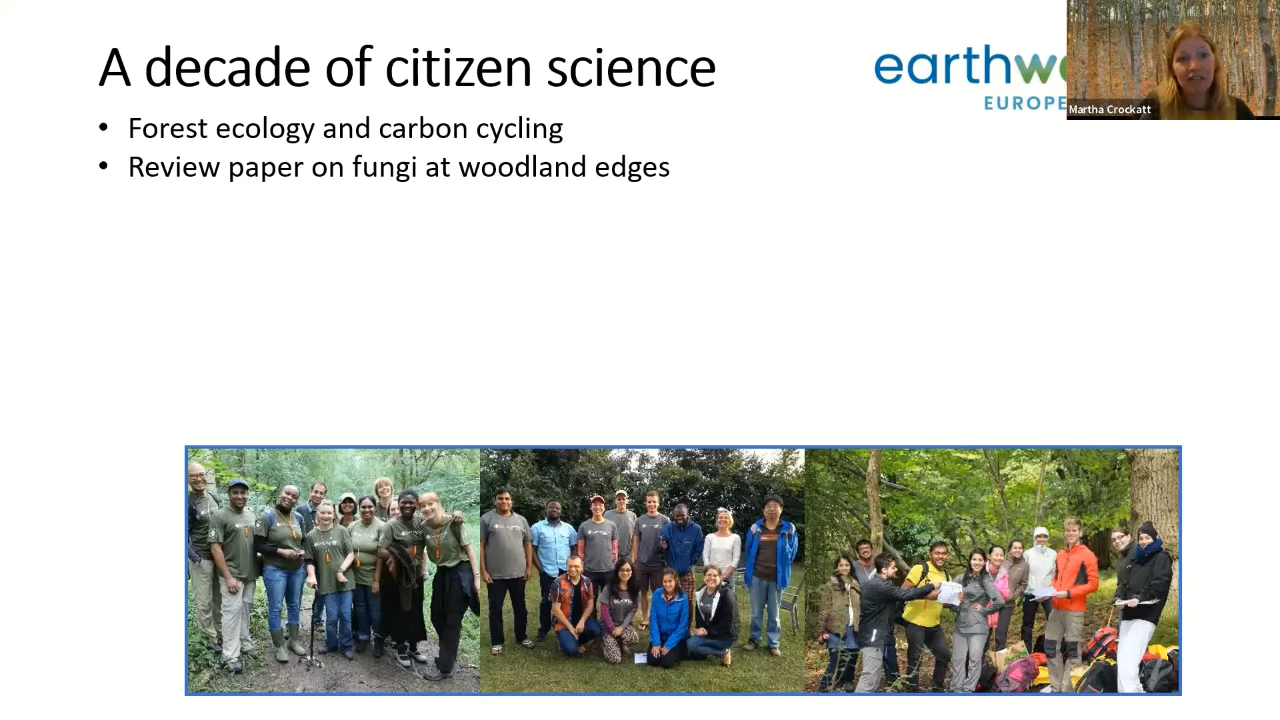 A decade of citizen science
• Forest ecology and carbon cycling
• Review paper on fungi at woodland edges
earthw
EUROPE
Martha Crockatt